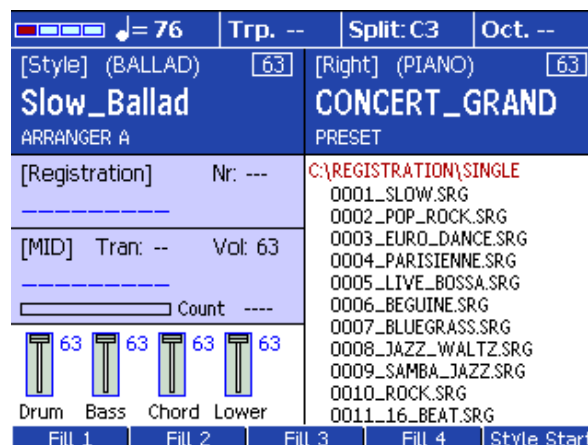 ♩= 76 Trp. -- Split: C3 Oct. --
[Style] (BALLAD) 63
Slow_Ballad
ARRANGER A
[Right] (PIANO) 63
CONCERT_GRAND
PRESET
[Registration] Nr: ---
[MID] Tran: -- Vol: 63
Count ----
63 63 63 63
Drum Bass Chord Lower
C:\REGISTRATION\SINGLE
0001_SLOW.SRG
0002_POP_ROCK.SRG
0003_EURO_DANCE.SRG
0004_PARISIENNE.SRG
0005_LIVE_BOSSA.SRG
0006_BEGUINE.SRG
0007_BLUEGRASS.SRG
0008_JAZZ_WALTZ.SRG
0009_SAMBA_JAZZ.SRG
0010_ROCK.SRG
0011_16_BEAT.SRG
Fill 1 Fill 2 Fill 3 Fill 4 Style Start